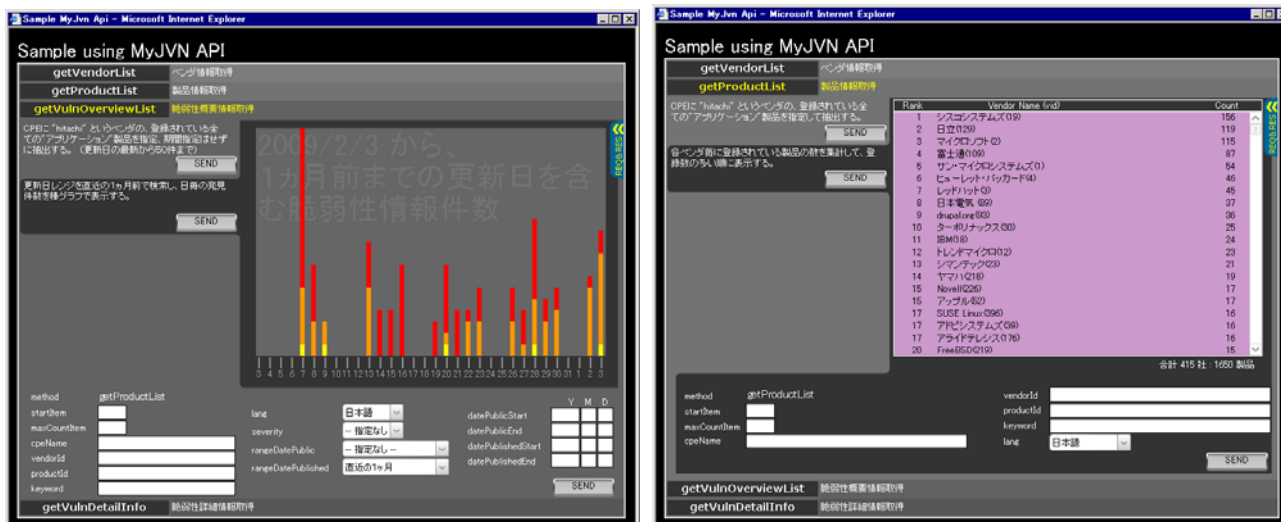 Sample MyJvn Api - Microsoft Internet Explorer
Sample using MyJVN API
getVendorList ベンダ情報取得
getProductList 製品情報取得
getVulnOverviewList 脆弱性概要情報取得
CPEに "hitachi" というベンダの、登録されている全
ての"アプリケーション"製品を指定、期間指定ませず
に抽出する。（更新日の最新から50件まで）
SEND
更新日レンジを直近の1ヵ月前で検索し、日毎の発見
件数を棒グラフで表示する。
SEND
2009/2/3 から、
一ヵ月前までの更新日を含
む脆弱性情報件数
REQ&RES
3 4 5 6 7 8 9 10 11 12 13 14 15 16 17 18 19 20 21 22 23 24 25 26 27 28 29 30 31 1 2 3
method getProductList
startItem
maxCountItem
cpeName
vendorId
productId
keyword
lang 日本語
severity -- 指定なし --
rangeDatePublic -- 指定なし --
rangeDatePublished 直近の1ヶ月
Y M D
datePublicStart
datePublicEnd
datePublishedStart
datePublishedEnd
SEND
getVulnDetailInfo 脆弱性詳細情報取得
Sample MyJvn Api - Microsoft Internet Explorer
Sample using MyJVN API
getVendorList ベンダ情報取得
getProductList 製品情報取得
CPEに "hitachi" というベンダの、登録されている全
ての"アプリケーション"製品を指定して抽出する。
SEND
各ベンダ毎に登録されている製品の数を集計して、登
録数の多い順に表示する。
SEND
Rank Vendor Name (vid) Count
1 シスコシステムズ(19) 156
2 日立(129) 119
3 マイクロソフト(2) 115
4 富士通(109) 87
5 サン・マイクロシステムズ(1) 54
6 ヒューレット・パッカード(4) 46
7 レッドハット(3) 45
8 日本電気 (89) 37
9 drupal.org(93) 36
10 ターボリナックス(30) 25
11 IBM(18) 24
12 トレンドマイクロ(12) 23
13 シマンテック(23) 21
14 ヤマハ(218) 19
15 Novell(226) 17
15 アップル(52) 17
17 SUSE Linux(396) 16
17 アドビシステムズ(39) 16
17 アライドテレシス(176) 16
20 FreeBSD(219) 15
REQ&RES
合計 415 社 : 1650 製品
method getProductList
startItem
maxCountItem
cpeName
vendorId
productId
keyword
lang 日本語
SEND
getVulnOverviewList 脆弱性概要情報取得
getVulnDetailInfo 脆弱性詳細情報取得